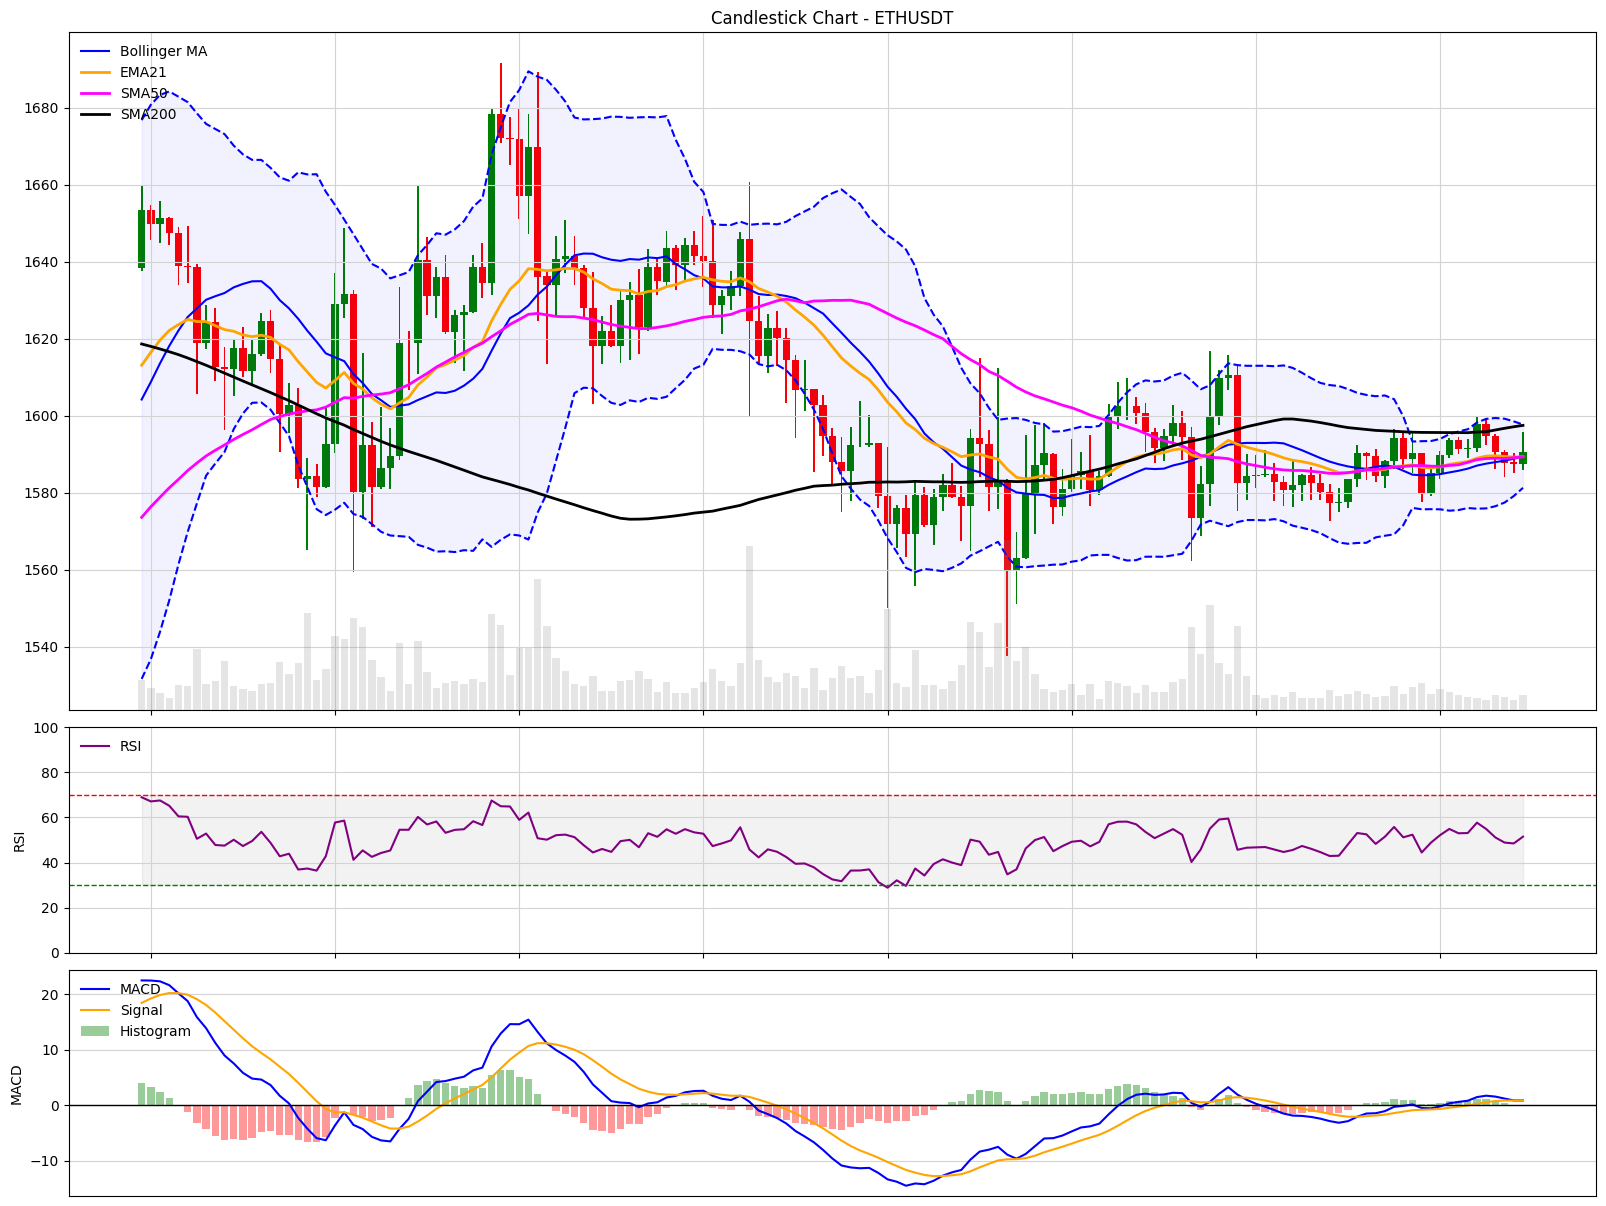 Candlestick Chart - ETHUSDT
Bollinger MA
EMA21
SMA50
SMA200
1680
1660
1640
1620
1600
1580
1560
1540
RSI
100
80
60
40
20
0
RSI
MACD
Signal
Histogram
20
10
0
−10
MACD